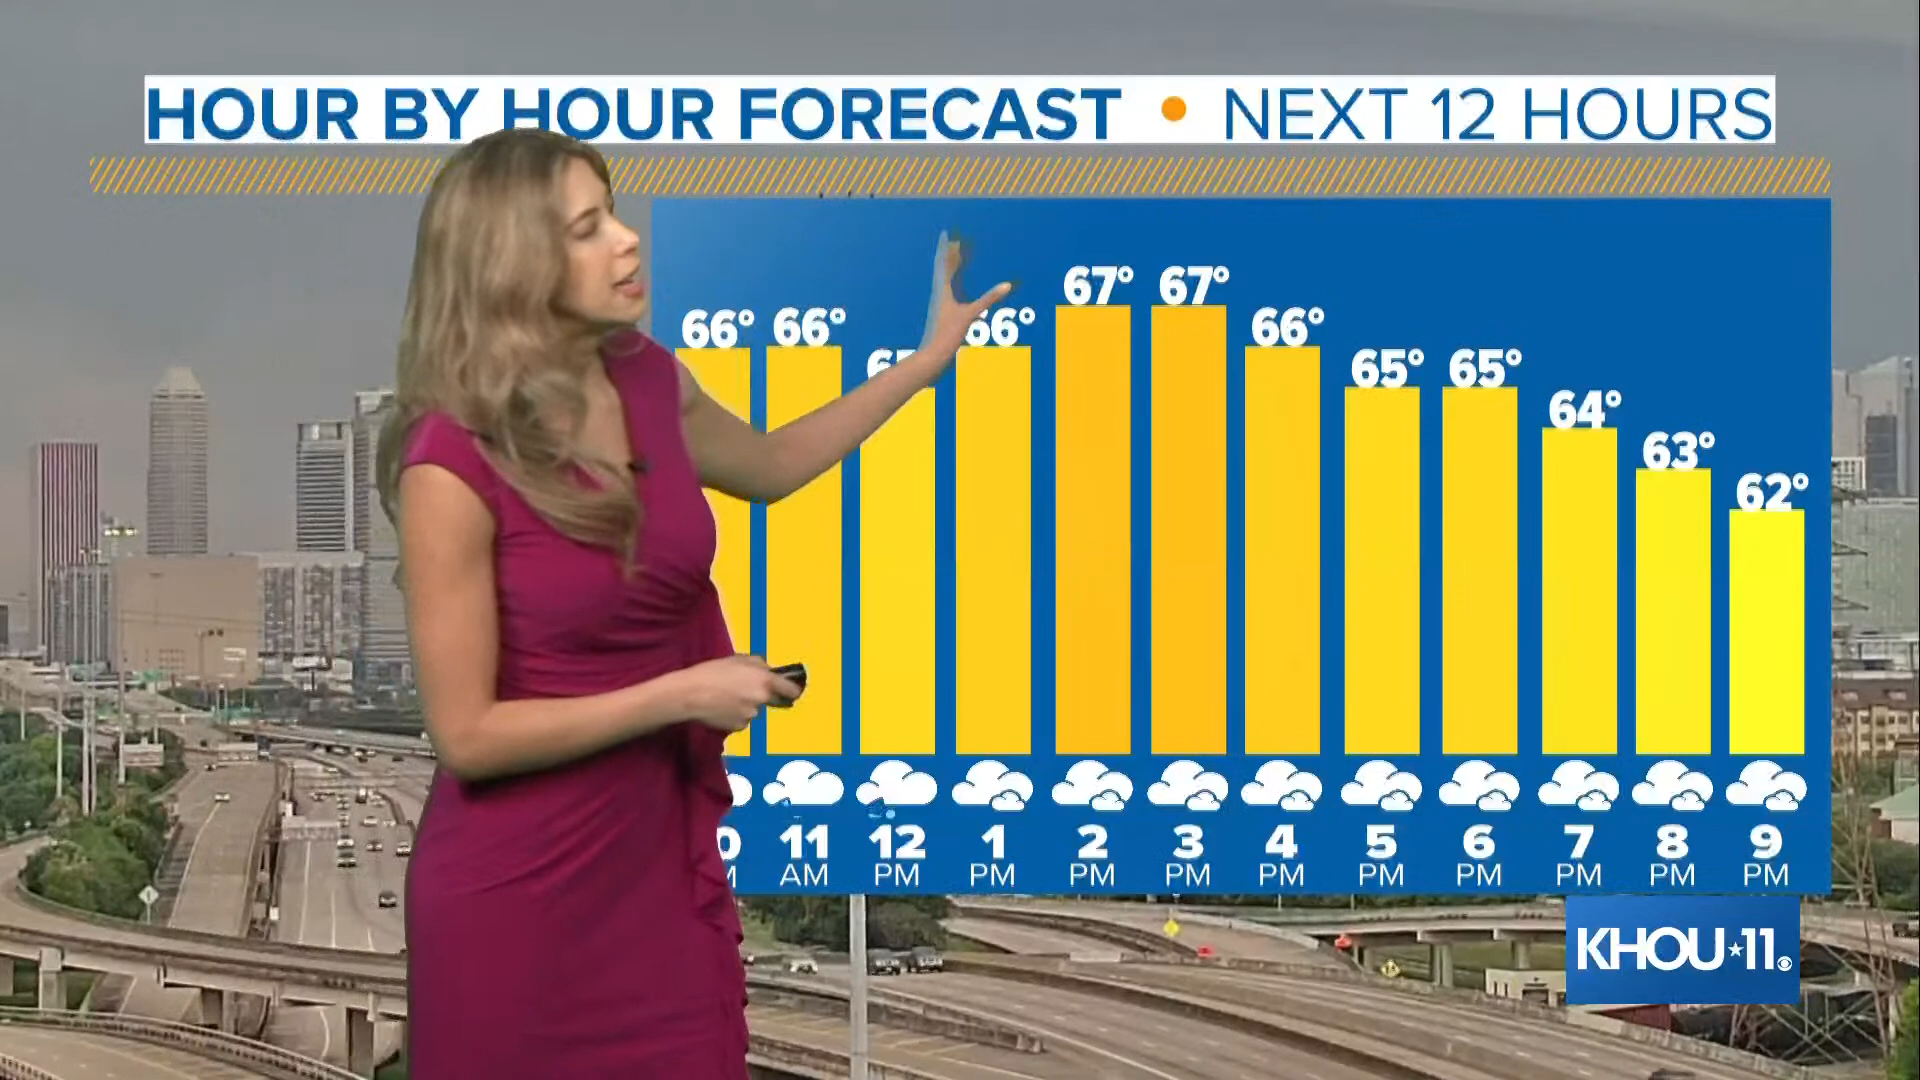 HOUR BY HOUR FORECAST • NEXT 12 HOURS
66° 66° 66° 67° 67° 66° 65° 65° 64° 63° 62°
11 12 1 2 3 4 5 6 7 8 9
AM PM PM PM PM PM PM PM PM PM PM
KHOU★11